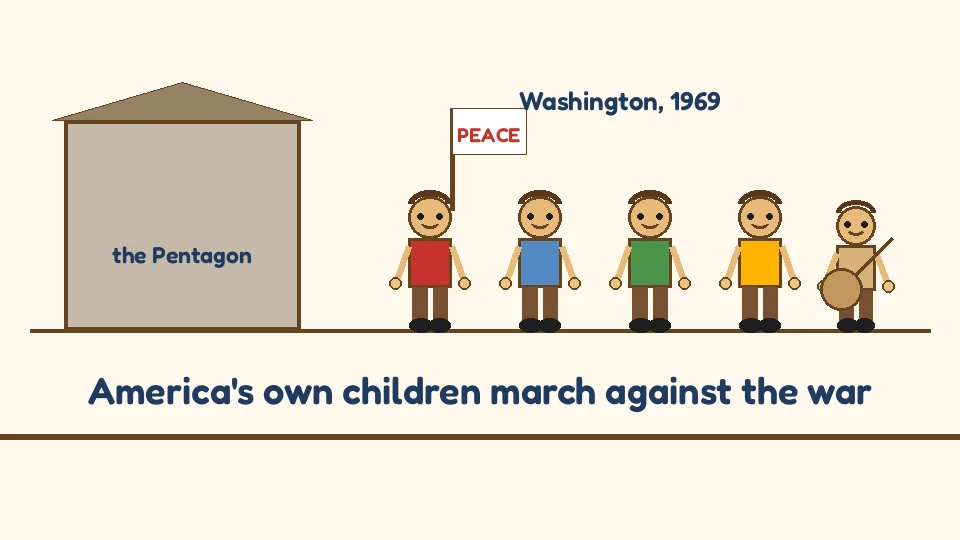 Washington, 1969
PEACE
the Pentagon
America's own children march against the war